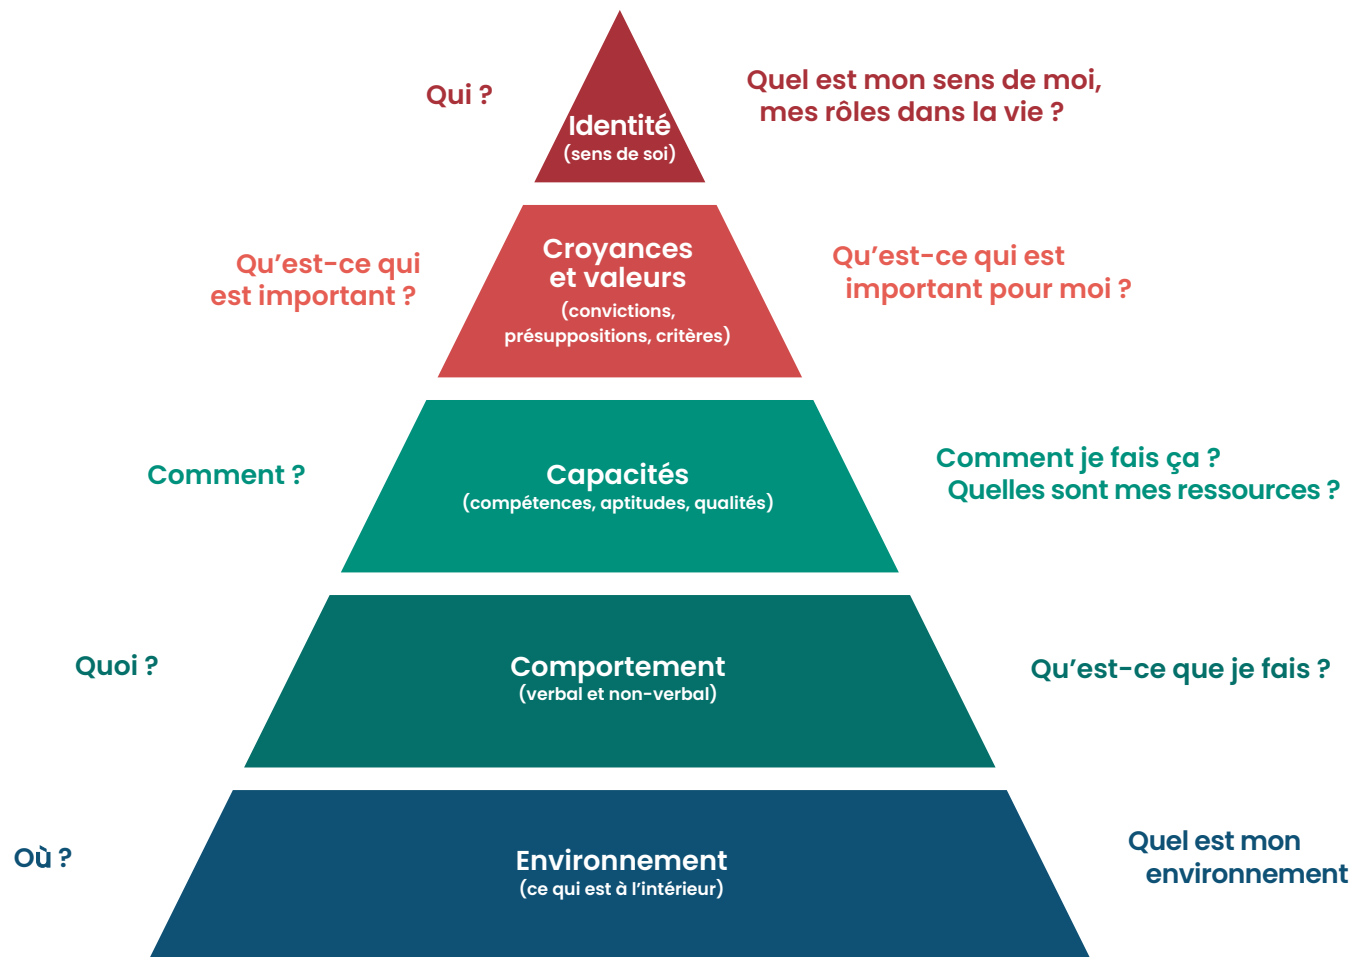 Qui ?
Identité
(sens de soi)
Quel est mon sens de moi,
mes rôles dans la vie ?
Qu’est-ce qui
est important ?
Croyances
et valeurs
(convictions,
présuppositions, critères)
Qu’est-ce qui est
important pour moi ?
Comment ?
Capacités
(compétences, aptitudes, qualités)
Comment je fais ça ?
Quelles sont mes ressources ?
Quoi ?
Comportement
(verbal et non-verbal)
Qu’est-ce que je fais ?
Où ?
Environnement
(ce qui est à l’intérieur)
Quel est mon
environnement